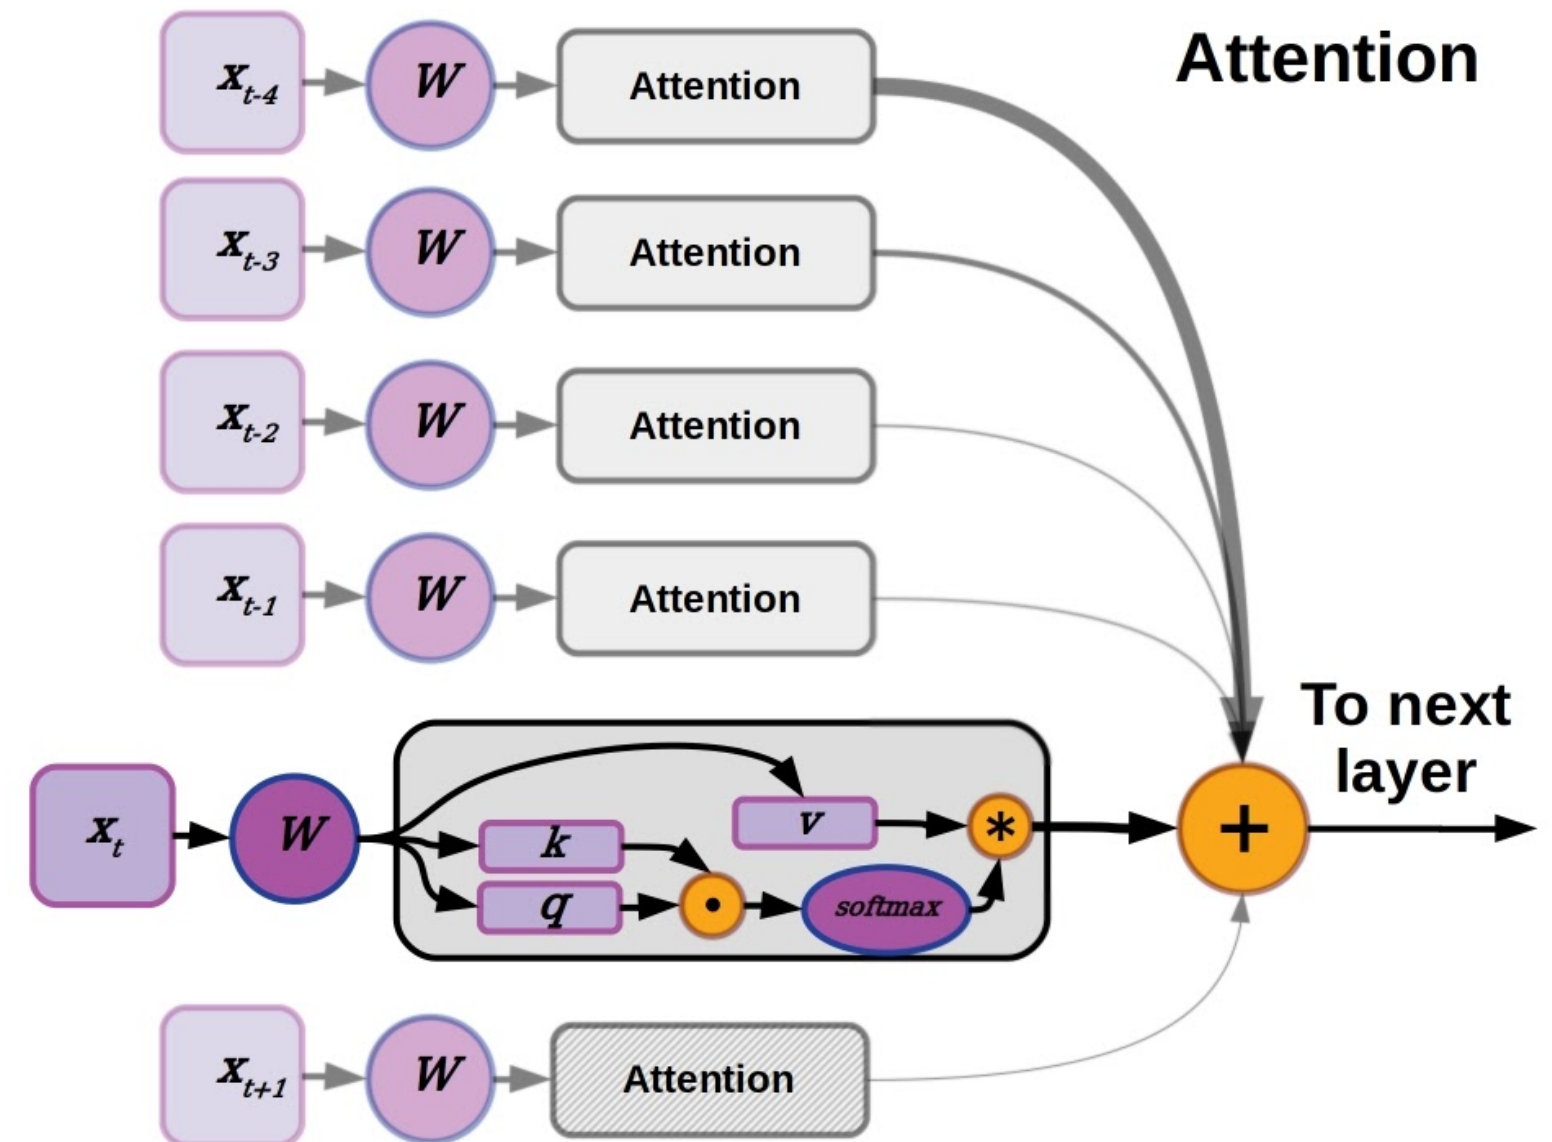 Attention
x_{t-4} W Attention
x_{t-3} W Attention
x_{t-2} W Attention
x_{t-1} W Attention
To next
layer
x_t W k q • v softmax * +
x_{t+1} W Attention